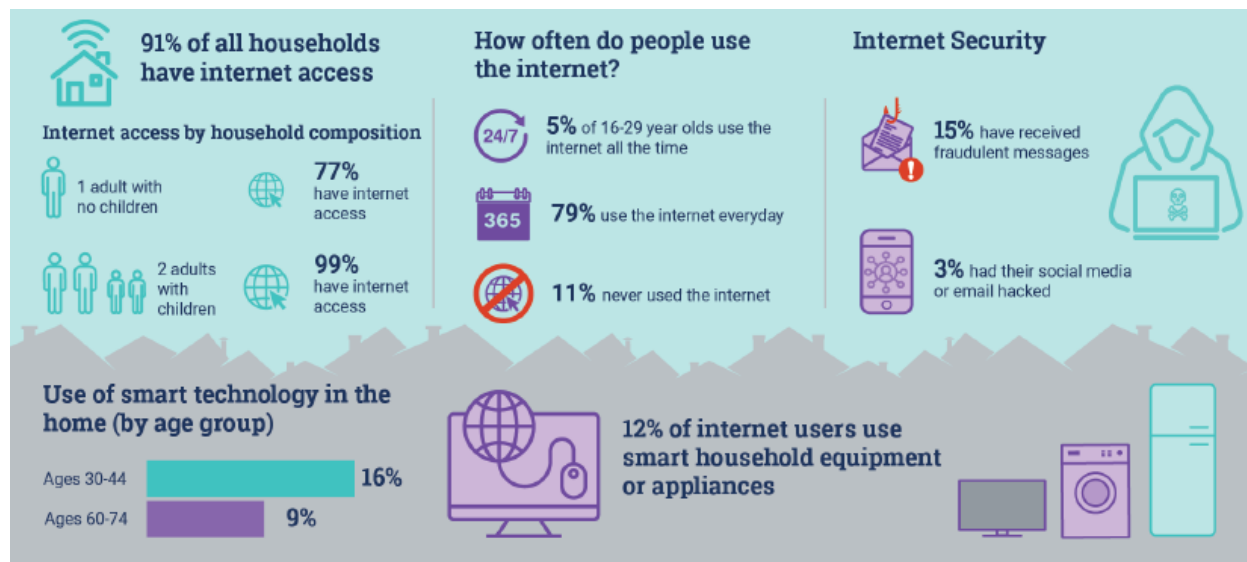 91% of all households
have internet access
Internet access by household composition
1 adult with
no children
77%
have internet
access
2 adults
with
children
99%
have internet
access
How often do people use
the internet?
24/7
5% of 16-29 year olds use the
internet all the time
365
79% use the internet everyday
11% never used the internet
Internet Security
15% have received
fraudulent messages
3% had their social media
or email hacked
Use of smart technology in the
home (by age group)
Ages 30-44
16%
Ages 60-74
9%
12% of internet users use
smart household equipment
or appliances